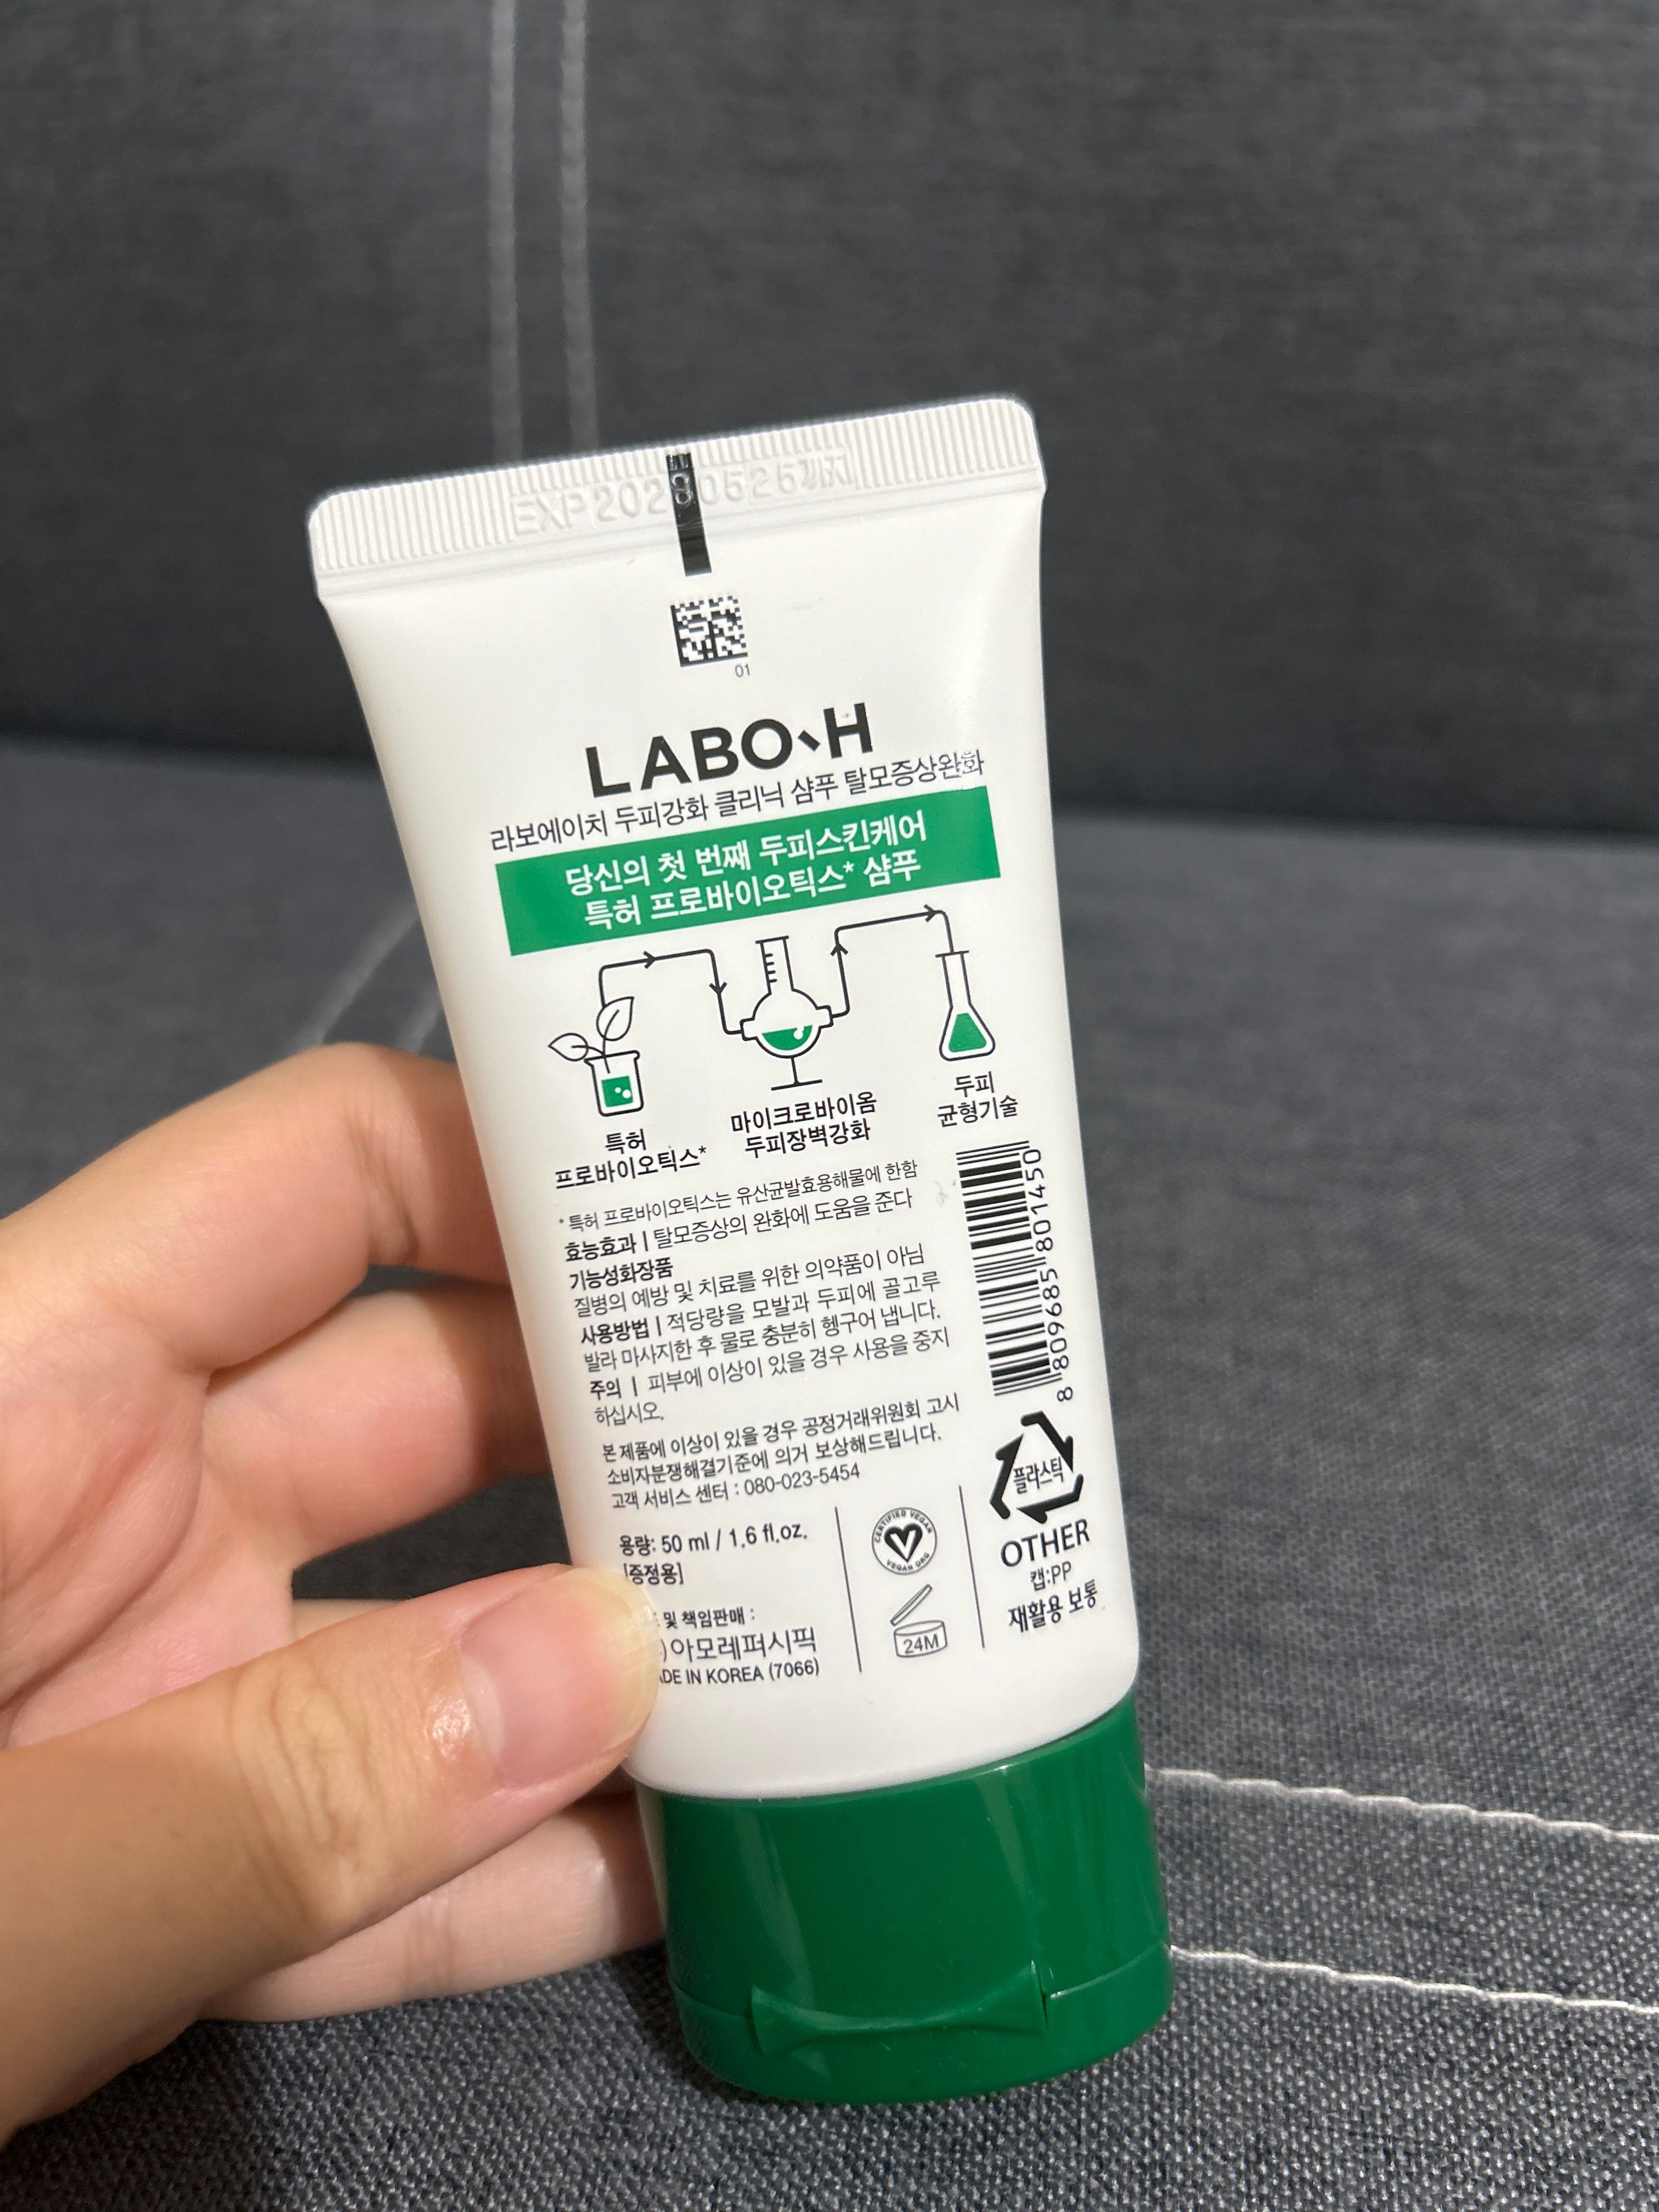 EXP 20280526까지
01
LABO-H
라보에이치 두피강화 클리닉 샴푸 탈모증상완화
당신의 첫 번째 두피스킨케어
특허 프로바이오틱스* 샴푸
특허
프로바이오틱스*
마이크로바이옴
두피장벽강화
두피
균형기술
* 특허 프로바이오틱스는 유산균발효용해물에 한함
효능효과 | 탈모증상의 완화에 도움을 준다
기능성화장품
질병의 예방 및 치료를 위한 의약품이 아님
사용방법 | 적당량을 모발과 두피에 골고루
발라 마사지한 후 물로 충분히 헹구어 냅니다.
주의 | 피부에 이상이 있을 경우 사용을 중지
하십시오.
본 제품에 이상이 있을 경우 공정거래위원회 고시
소비자분쟁해결기준에 의거 보상해드립니다.
고객 서비스 센터 : 080-023-5454
용량: 50 ml / 1.6 fl.oz.
[증정용]
및 책임판매 :
아모레퍼시픽
IN KOREA (7066)
CERTIFIED VEGAN
VEGAN.ORG
24M
8 809685 801450
플라스틱
OTHER
캡:PP
재활용 보통